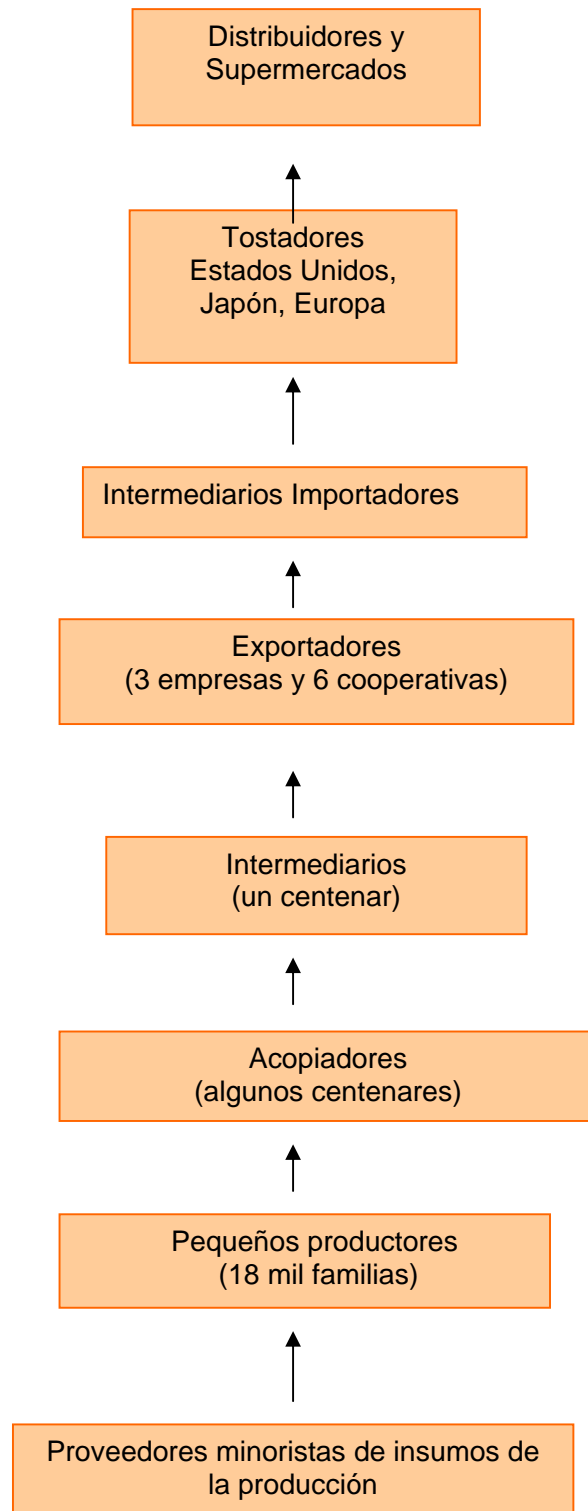 Distribuidores y
Supermercados
Tostadores
Estados Unidos,
Japón, Europa
Intermediarios Importadores
Exportadores
(3 empresas y 6 cooperativas)
Intermediarios
(un centenar)
Acopiadores
(algunos centenares)
Pequeños productores
(18 mil familias)
Proveedores minoristas de insumos de
la producción